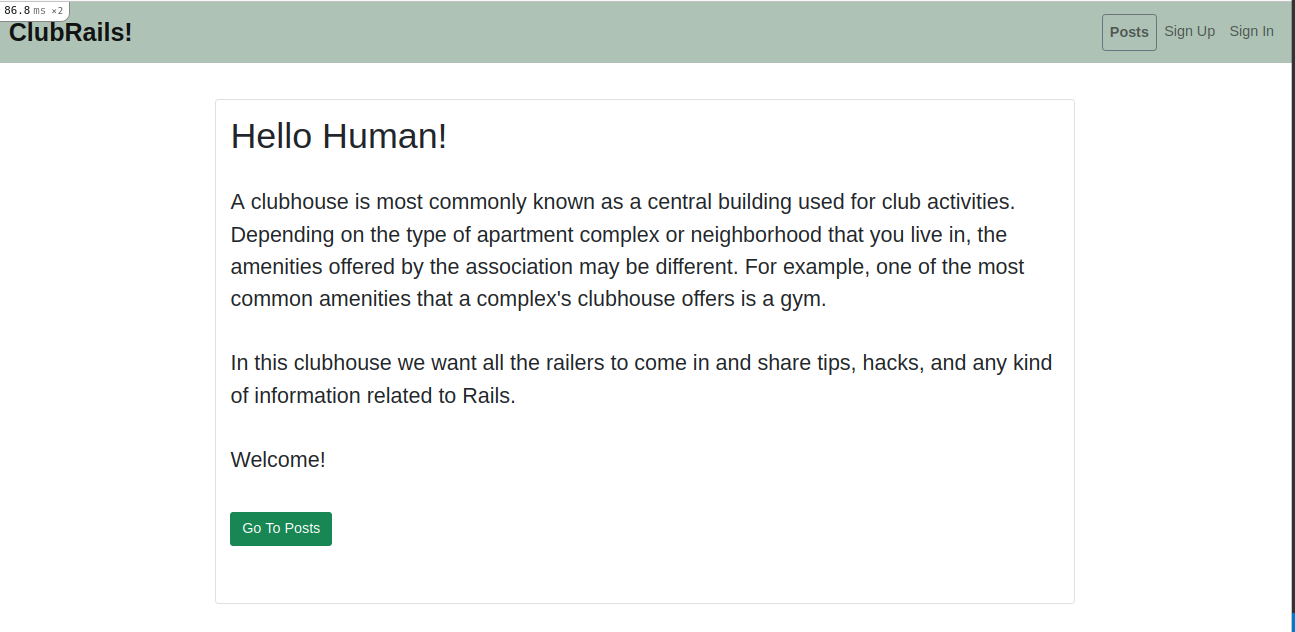 86.8 ms ×2
ClubRails!
Posts Sign Up Sign In
Hello Human!
A clubhouse is most commonly known as a central building used for club activities.
Depending on the type of apartment complex or neighborhood that you live in, the
amenities offered by the association may be different. For example, one of the most
common amenities that a complex's clubhouse offers is a gym.
In this clubhouse we want all the railers to come in and share tips, hacks, and any kind
of information related to Rails.
Welcome!
Go To Posts